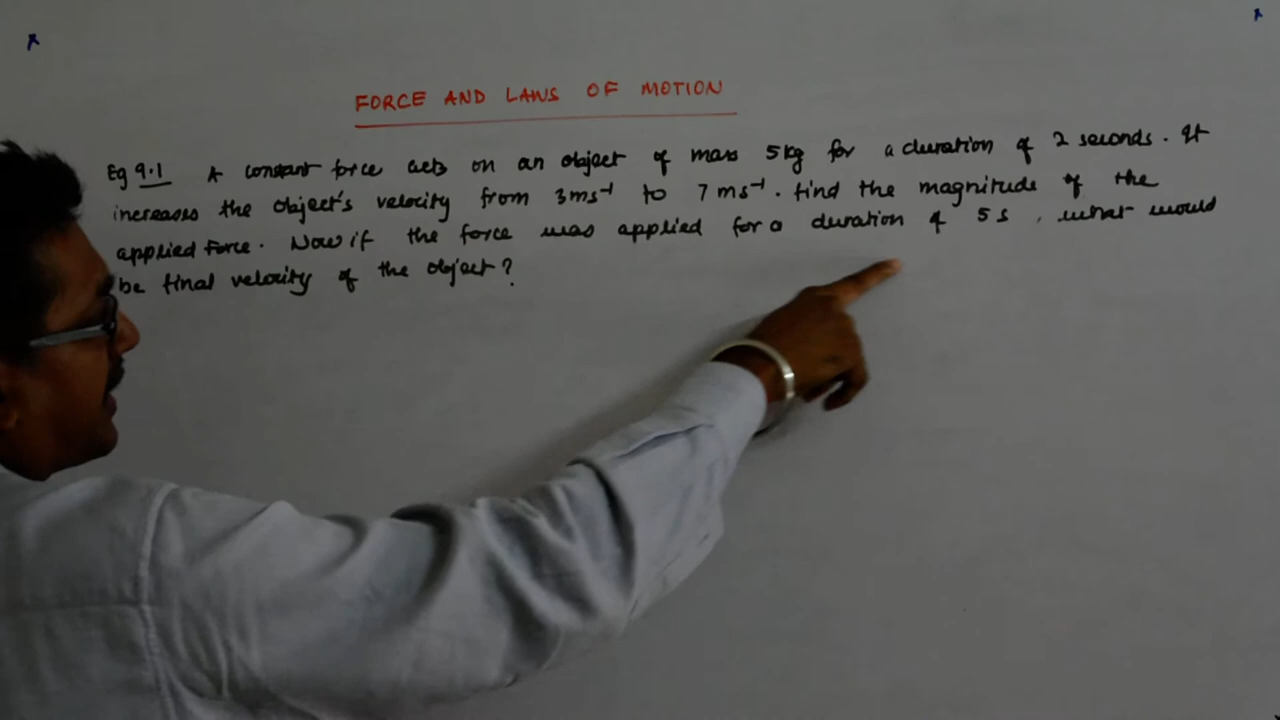 FORCE AND LAWS OF MOTION
Eg 9.1 A constant force acts on an object of mass 5kg for a duration of 2 seconds. It
increases the object's velocity from 3ms⁻¹ to 7ms⁻¹. find the magnitude of the
applied force. Now if the force was applied for a duration of 5s, what would
be final velocity of the object?